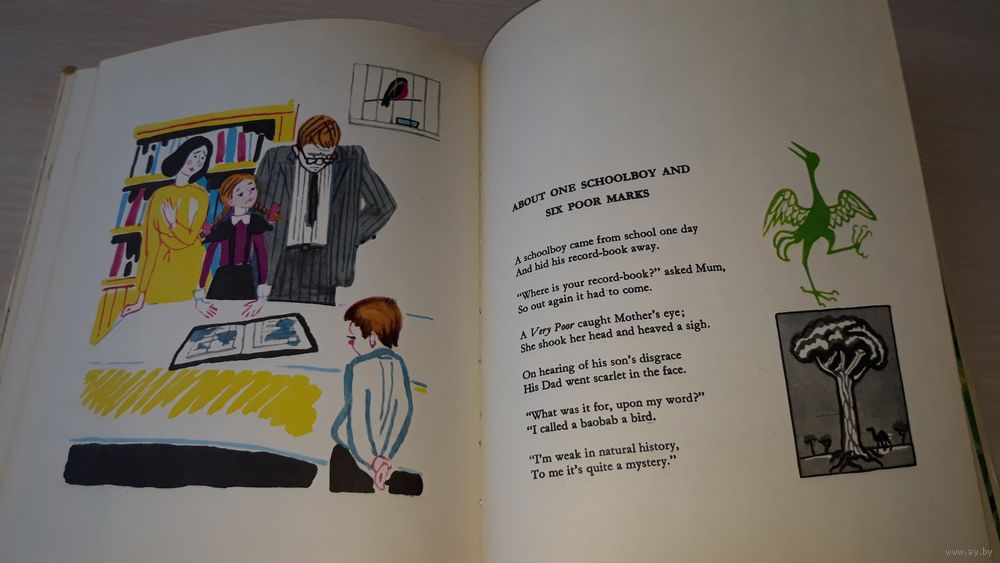 ABOUT ONE SCHOOLBOY AND
SIX POOR MARKS
A schoolboy came from school one day
And hid his record-book away.
“Where is your record-book?” asked Mum,
So out again it had to come.
A Very Poor caught Mother's eye;
She shook her head and heaved a sigh.
On hearing of his son's disgrace
His Dad went scarlet in the face.
“What was it for, upon my word?”
“I called a baobab a bird.
“I'm weak in natural history,
To me it's quite a mystery.”
www.ay.by